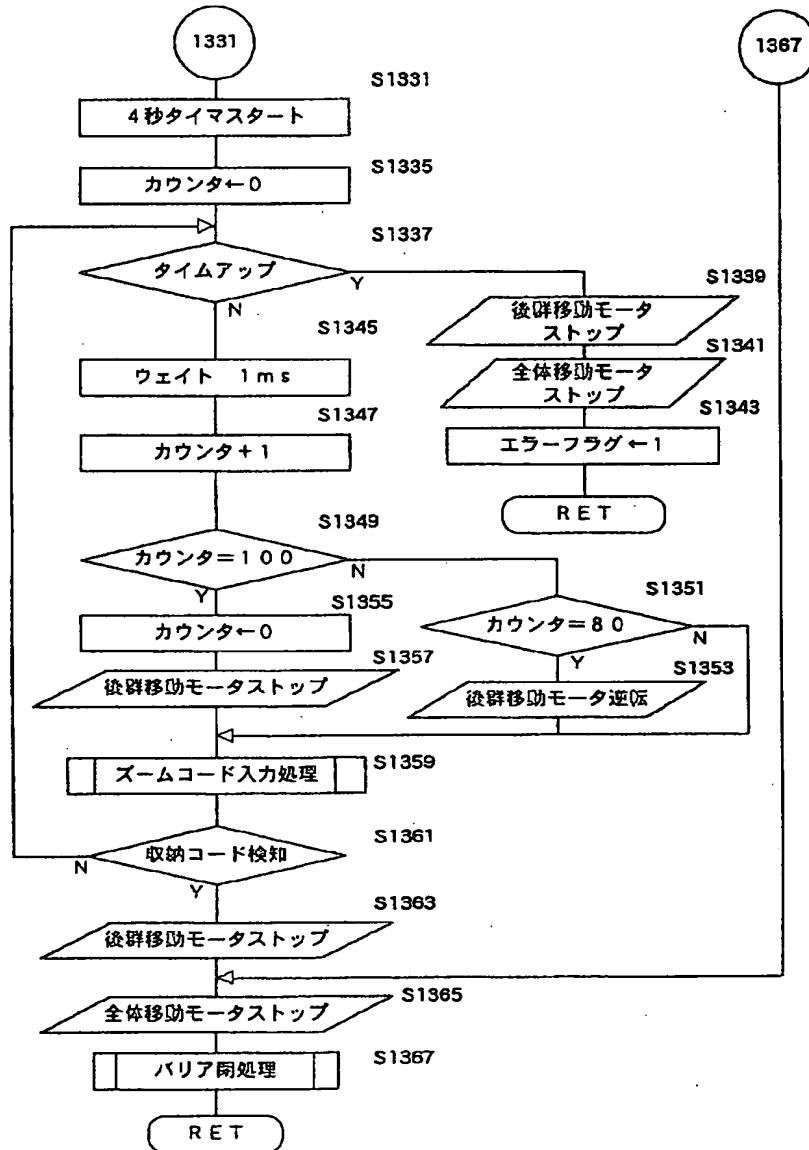 1331
1367
S1331
4秒タイマスタート
S1335
カウンタ←0
S1337
タイムアップ
Y
N
S1339
後群移動モータ
ストップ
S1341
全体移動モータ
ストップ
S1343
エラーフラグ←1
RET
S1345
ウェイト 1ms
S1347
カウンタ+1
S1349
カウンタ=100
N
Y
S1351
カウンタ=80
N
Y
S1353
後群移動モータ逆転
S1355
カウンタ←0
S1357
後群移動モータストップ
S1359
ズームコード入力処理
S1361
収納コード検知
N
Y
S1363
後群移動モータストップ
S1365
全体移動モータストップ
S1367
バリア閉処理
RET